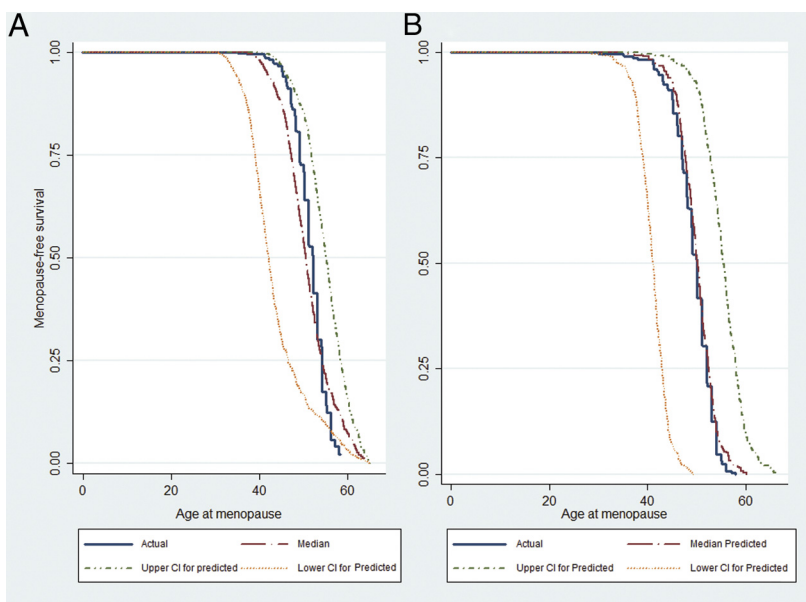 A
Menopause-free survival
1.00
0.75
0.50
0.25
0.00
0 20 40 60
Age at menopause
Actual Median
Upper CI for predicted Lower CI for Predicted
B
1.00
0.75
0.50
0.25
0.00
0 20 40 60
Age at menopause
Actual Median Predicted
Upper CI for predicted Lower CI for Predicted